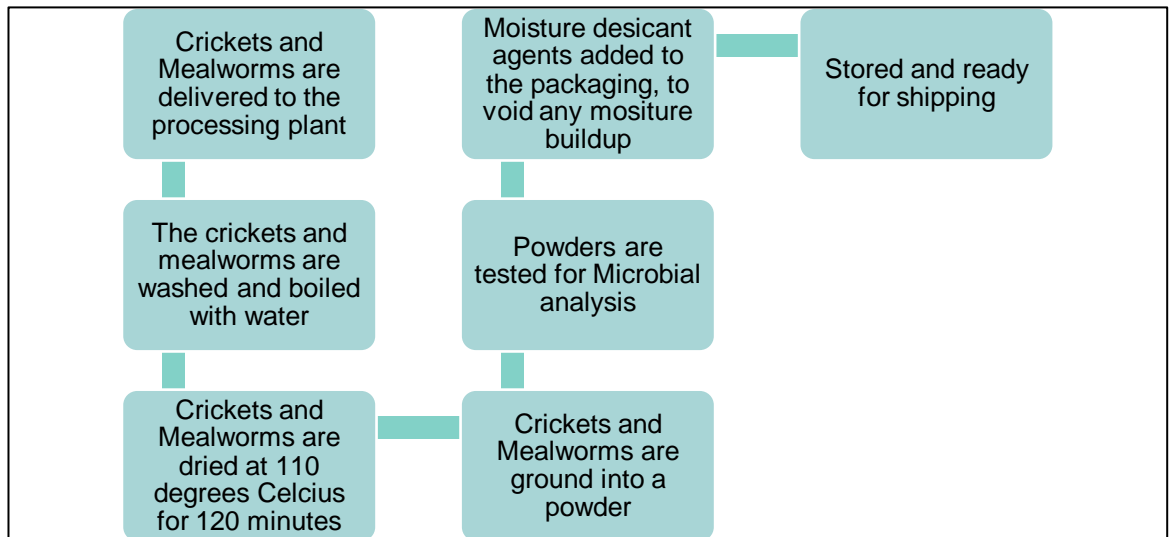 Crickets and
Mealworms are
delivered to the
processing plant
The crickets and
mealworms are
washed and boiled
with water
Crickets and
Mealworms are
dried at 110
degrees Celcius
for 120 minutes
Crickets and
Mealworms are
ground into a
powder
Powders are
tested for Microbial
analysis
Moisture desicant
agents added to
the packaging, to
void any mositure
buildup
Stored and ready
for shipping